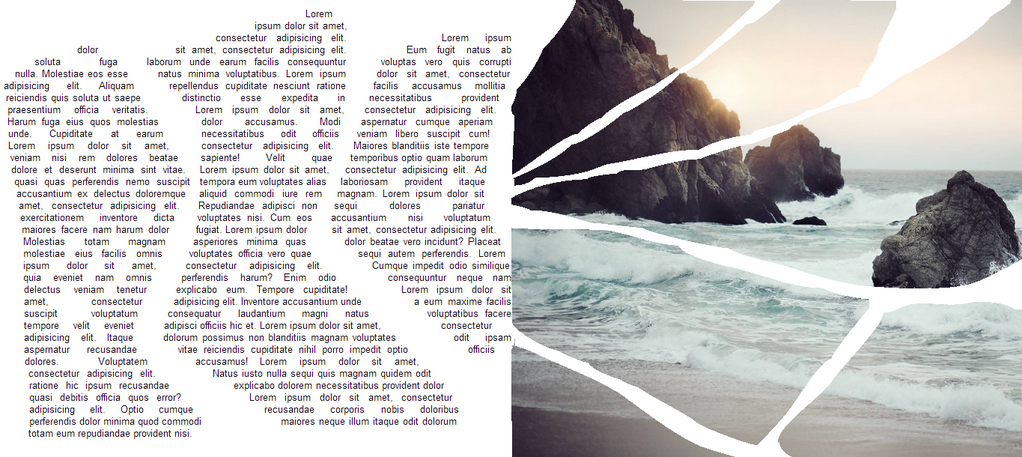 Lorem
ipsum dolor sit amet,
consectetur adipisicing elit.
Lorem ipsum
dolor sit amet, consectetur adipisicing elit. Eum fugit natus ab
soluta fuga laborum unde earum facilis consequuntur voluptas vero quis corrupti
nulla. Molestiae eos esse natus minima voluptatibus. Lorem ipsum dolor sit amet, consectetur
adipisicing elit. Aliquam repellendus cupiditate nesciunt ratione facilis accusamus mollitia
reiciendis quis soluta ut saepe distinctio esse expedita in necessitatibus provident
praesentium officia veritatis. Lorem ipsum dolor sit amet, consectetur adipisicing elit.
Harum fuga eius quos molestias dolor accusamus. Modi aspernatur cumque aperiam
unde. Cupiditate at earum necessitatibus odit officiis veniam libero suscipit cum!
Lorem ipsum dolor sit amet, consectetur adipisicing elit. Maiores blanditiis iste tempore
veniam nisi rem dolores beatae sapiente! Velit quae temporibus optio quam laborum
dolore et deserunt minima sint vitae. Lorem ipsum dolor sit amet, consectetur adipisicing elit. Ad
quasi quas perferendis nemo suscipit tempora eum voluptates alias laboriosam provident itaque
accusantium ex delectus doloremque aliquid commodi iure rem magnam. Lorem ipsum dolor sit
amet, consectetur adipisicing elit. Repudiandae adipisci non sequi dolores pariatur
exercitationem inventore dicta voluptates nisi. Cum eos accusantium nisi voluptatum
maiores facere nam harum dolor fugiat. Lorem ipsum dolor sit amet, consectetur adipisicing elit.
Molestias totam magnam asperiores minima quas dolor beatae vero incidunt? Placeat
molestiae eius facilis omnis voluptates officia vero quae sequi autem perferendis. Lorem
ipsum dolor sit amet, consectetur adipisicing elit. Cumque impedit odio similique
quia eveniet nam omnis perferendis harum? Enim odio consequuntur neque nam
delectus veniam tenetur explicabo eum. Tempore cupiditate! Lorem ipsum dolor sit
amet, consectetur adipisicing elit. Inventore accusantium unde a eum maxime facilis
suscipit voluptatum consequatur laudantium magni natus voluptatibus facere
tempore velit eveniet adipisci officiis hic et. Lorem ipsum dolor sit amet, consectetur
adipisicing elit. Itaque dolorum possimus non blanditiis magnam voluptates odit ipsam
aspernatur recusandae vitae reiciendis cupiditate nihil porro impedit optio officiis
dolores. Voluptatem accusamus! Lorem ipsum dolor sit amet,
consectetur adipisicing elit. Natus iusto nulla sequi quis magnam quidem odit
ratione hic ipsum recusandae explicabo dolorem necessitatibus provident dolor
quasi debitis officia quos error? Lorem ipsum dolor sit amet, consectetur
adipisicing elit. Optio cumque recusandae corporis nobis doloribus
perferendis dolor minima quod commodi maiores neque illum itaque odit dolorum
totam eum repudiandae provident nisi.